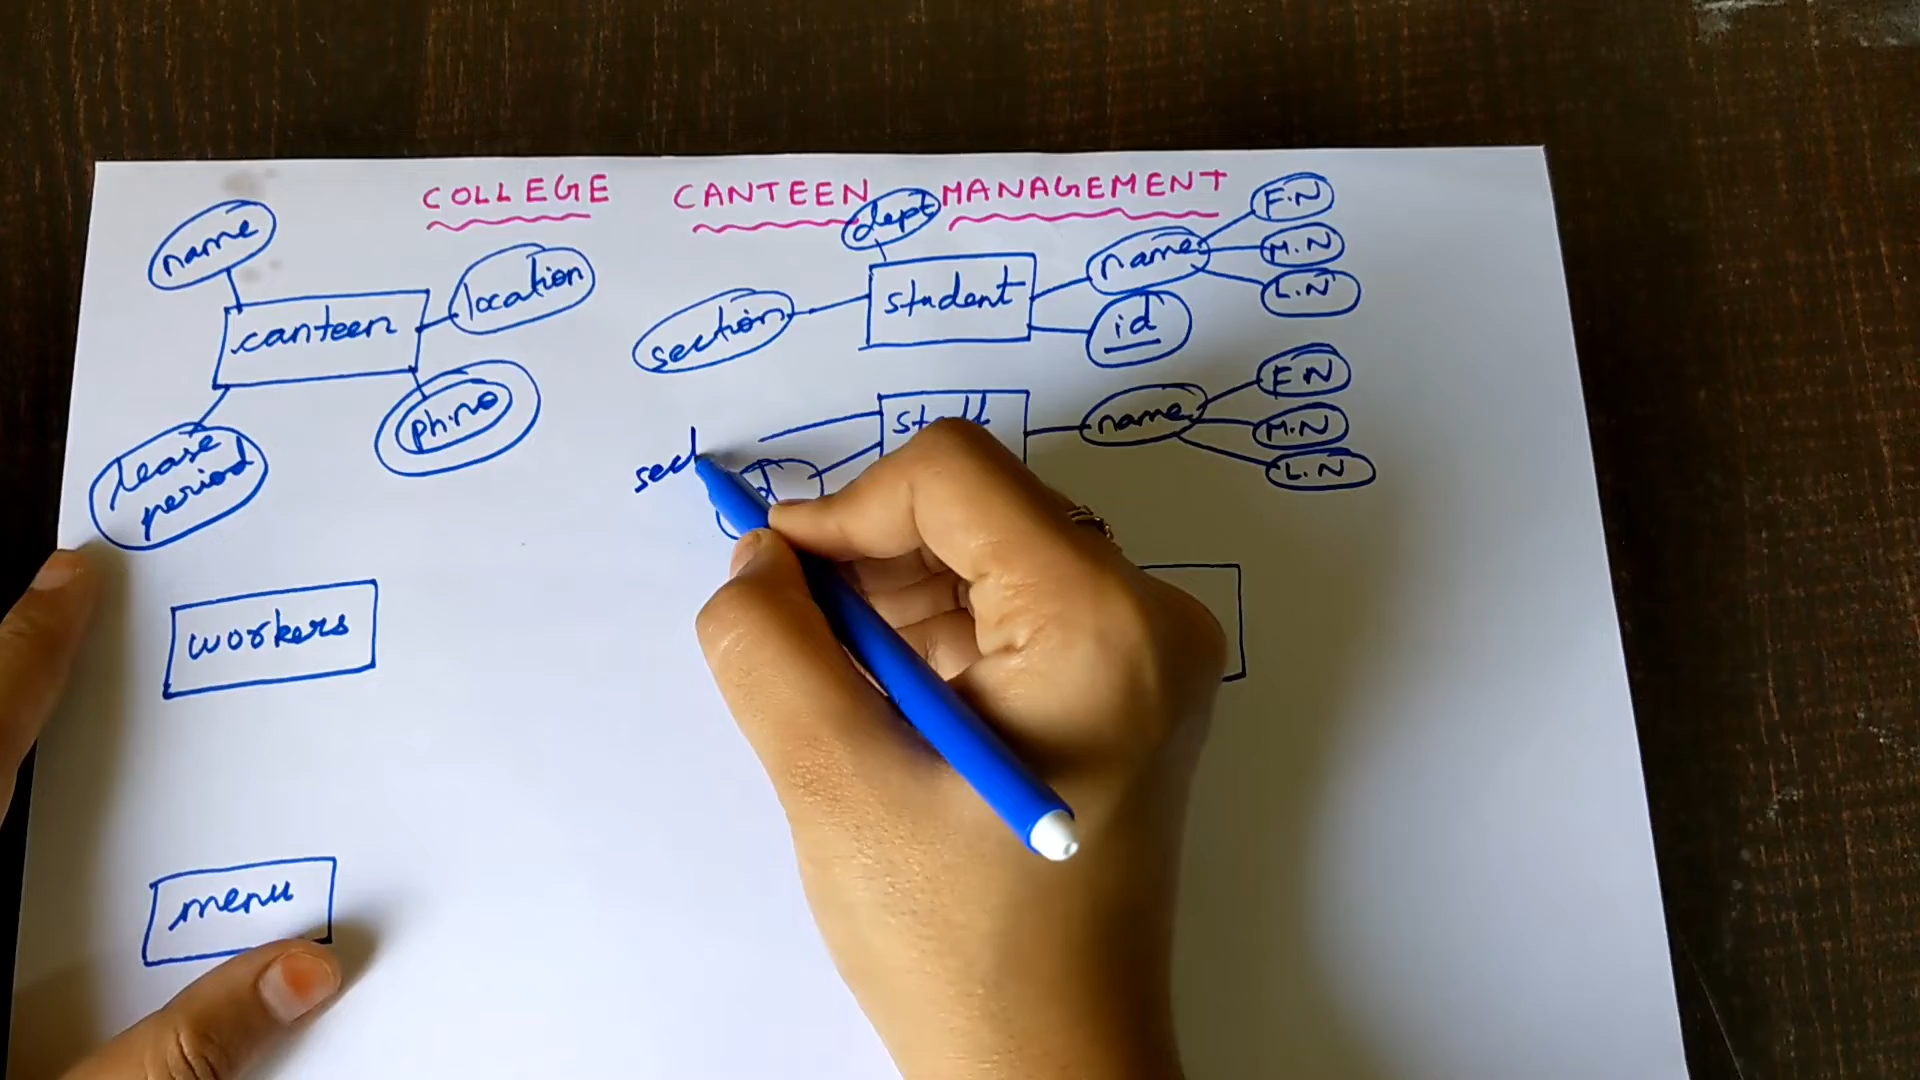 COLLEGE CANTEEN MANAGEMENT
name
location
canteen
ph.no
lease
period
dept
section
student
name
F.N
M.N
L.N
id
name
F.N
M.N
L.N
workers
menu